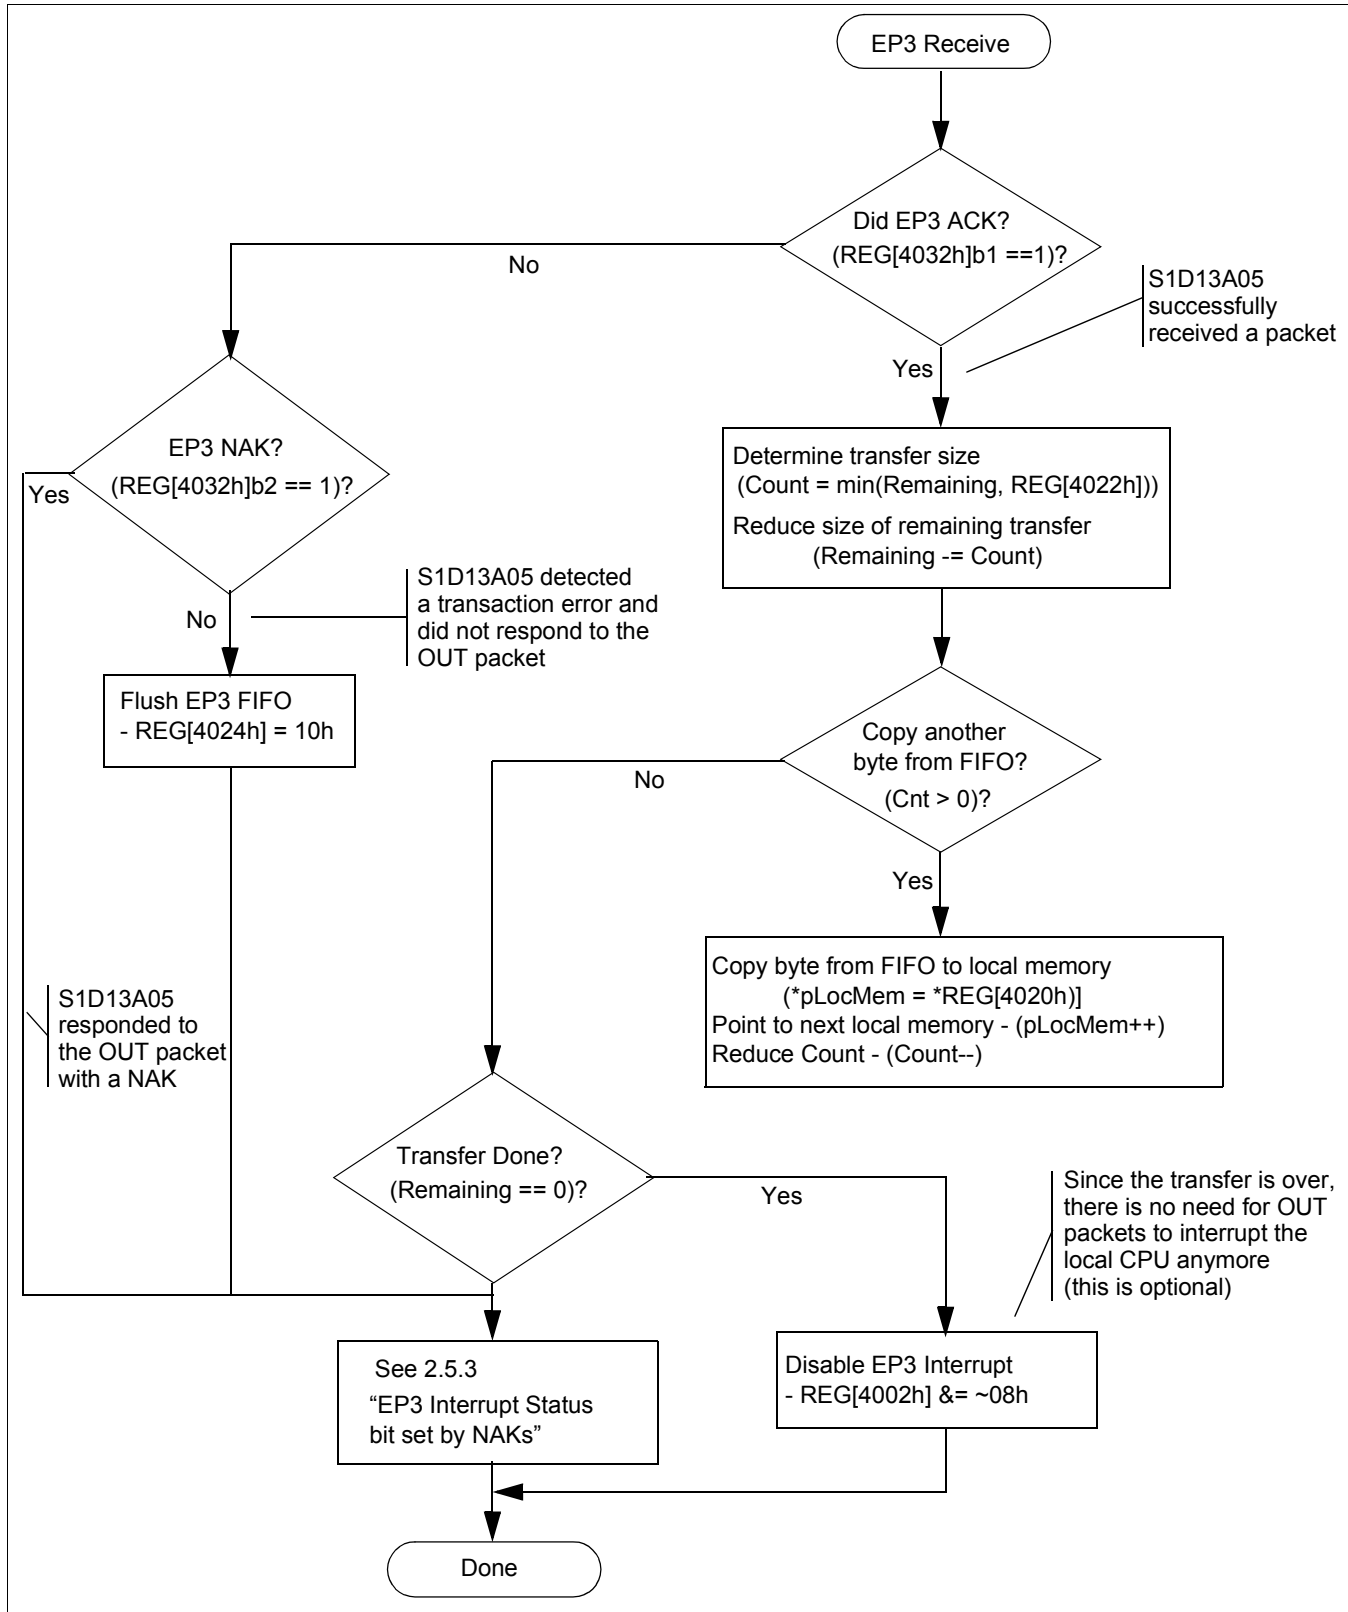 EP3 Receive
Did EP3 ACK?
(REG[4032h]b1 ==1)?
No
S1D13A05
successfully
received a packet
Yes
EP3 NAK?
(REG[4032h]b2 == 1)?
Yes
Determine transfer size
(Count = min(Remaining, REG[4022h]))
Reduce size of remaining transfer
(Remaining -= Count)
S1D13A05 detected
a transaction error and
did not respond to the
OUT packet
No
Flush EP3 FIFO
- REG[4024h] = 10h
Copy another
byte from FIFO?
(Cnt > 0)?
No
Yes
Copy byte from FIFO to local memory
(*pLocMem = *REG[4020h)]
Point to next local memory - (pLocMem++)
Reduce Count - (Count--)
S1D13A05
responded to
the OUT packet
with a NAK
Transfer Done?
(Remaining == 0)?
Yes
Since the transfer is over,
there is no need for OUT
packets to interrupt the
local CPU anymore
(this is optional)
See 2.5.3
“EP3 Interrupt Status
bit set by NAKs”
Disable EP3 Interrupt
- REG[4002h] &= ~08h
Done